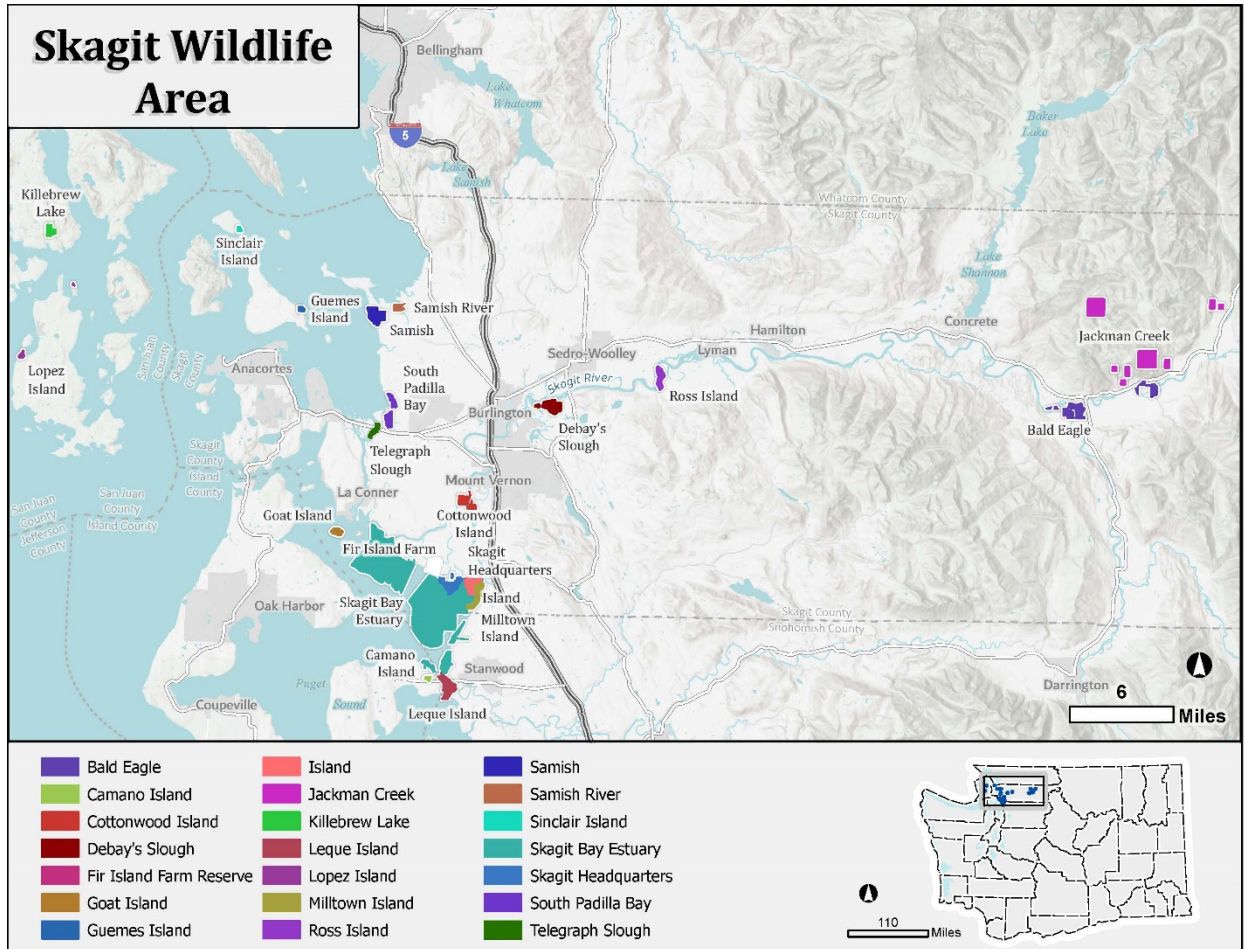 Skagit Wildlife
Area
Bellingham
Lake
Whatcom
5
Lake
Samish
Baker
Lake
Whatcom County
Skagit County
Killebrew
Lake
Sinclair
Island
Lake
Shannon
Guemes
Island
Samish River
Samish
San Juan
County
Skagit
County
Lopez
Island
Anacortes
South
Padilla
Bay
Sedro-Woolley
Lyman
Hamilton
Concrete
Jackman Creek
Skagit River
Burlington
Ross Island
Debay's
Slough
Bald Eagle
Telegraph
Slough
Skagit
County
Island
County
La Conner
Mount Vernon
San Juan
County
Jefferson
County
San Juan
County
Island County
Goat Island
Cottonwood
Island
Fir Island Farm
Skagit
Headquarters
Island
Oak Harbor
Skagit Bay
Estuary
Milltown
Island
Skagit County
Snohomish County
Camano
Island
Stanwood
Puget
Sound
Coupeville
Leque Island
Darrington
6
Miles
Bald Eagle
Camano Island
Cottonwood Island
Debay's Slough
Fir Island Farm Reserve
Goat Island
Guemes Island
Island
Jackman Creek
Killebrew Lake
Leque Island
Lopez Island
Milltown Island
Ross Island
Samish
Samish River
Sinclair Island
Skagit Bay Estuary
Skagit Headquarters
South Padilla Bay
Telegraph Slough
110
Miles